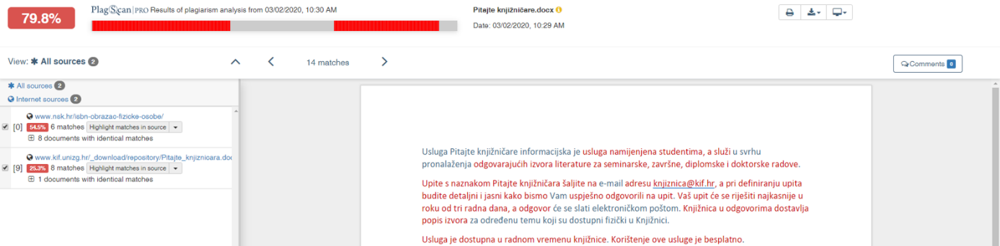 79.8%
PlagScan|PRO Results of plagiarism analysis from 03/02/2020, 10:30 AM
Pitajte knjižničare.docx
Date: 03/02/2020, 10:29 AM
View: ✱ All sources 2
14 matches
Comments 0
✱ All sources 2
Internet sources 2
www.nsk.hr/isbn-obrazac-fizicke-osobe/
[0] 54.5% 6 matches Highlight matches in source
8 documents with identical matches
www.kif.unizg.hr/_download/repository/Pitajte_knjiznicara.do
[9] 25.3% 8 matches Highlight matches in source
1 documents with identical matches
Usluga Pitajte knjižničare informacijska je usluga namijenjena studentima, a služi u svrhu
pronalaženja odgovarajućih izvora literature za seminarske, završne, diplomske i doktorske radove.
Upite s naznakom Pitajte knjižničara šaljite na e-mail adresu knjiznica@kif.hr, a pri definiranju upita
budite detaljni i jasni kako bismo Vam uspješno odgovorili na upit. Vaš upit će se riješiti najkasnije u
roku od tri radna dana, a odgovor će se slati elektroničkom poštom. Knjižnica u odgovorima dostavlja
popis izvora za određenu temu koji su dostupni fizički u Knjižnici.
Usluga je dostupna u radnom vremenu knjižnice. Korištenje ove usluge je besplatno.